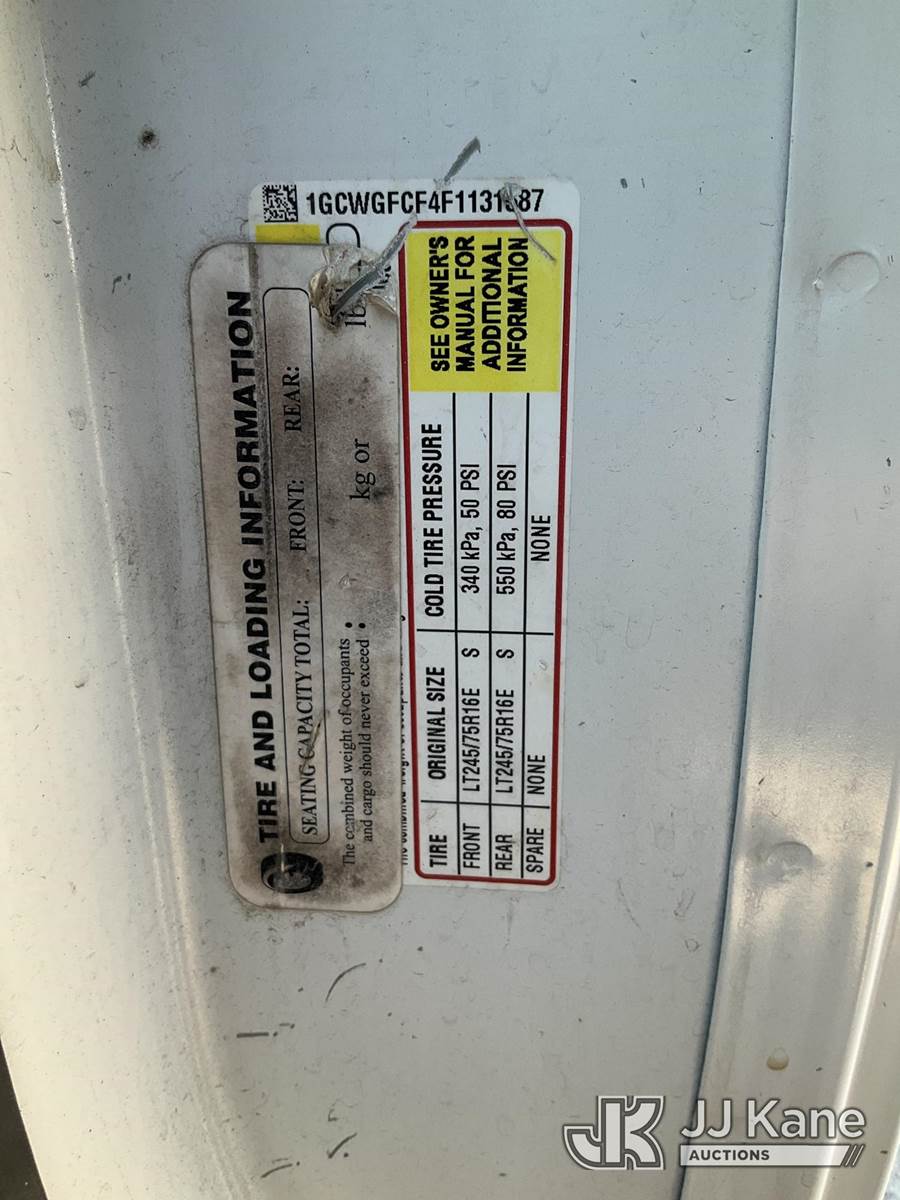 1GCWGFCF4F1131 87
TIRE AND LOADING INFORMATION
SEATING CAPACITY TOTAL: FRONT: REAR:
The combined weight of occupants
and cargo should never exceed : kg or
TIRE ORIGINAL SIZE COLD TIRE PRESSURE
FRONT LT245/75R16E S 340 kPa, 50 PSI
REAR LT245/75R16E S 550 kPa, 80 PSI
SPARE NONE NONE
SEE OWNER'S
MANUAL FOR
ADDITIONAL
INFORMATION
JK JJ Kane
AUCTIONS